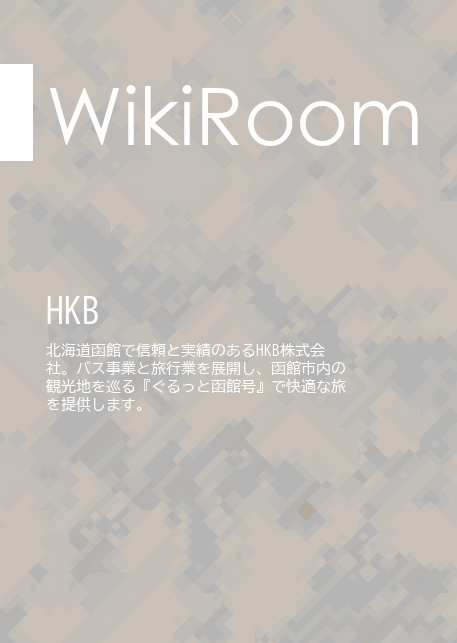 WikiRoom
HKB
北海道函館で信頼と実績のあるHKB株式会
社。バス事業と旅行業を展開し、函館市内の
観光地を巡る『ぐるっと函館号』で快適な旅
を提供します。